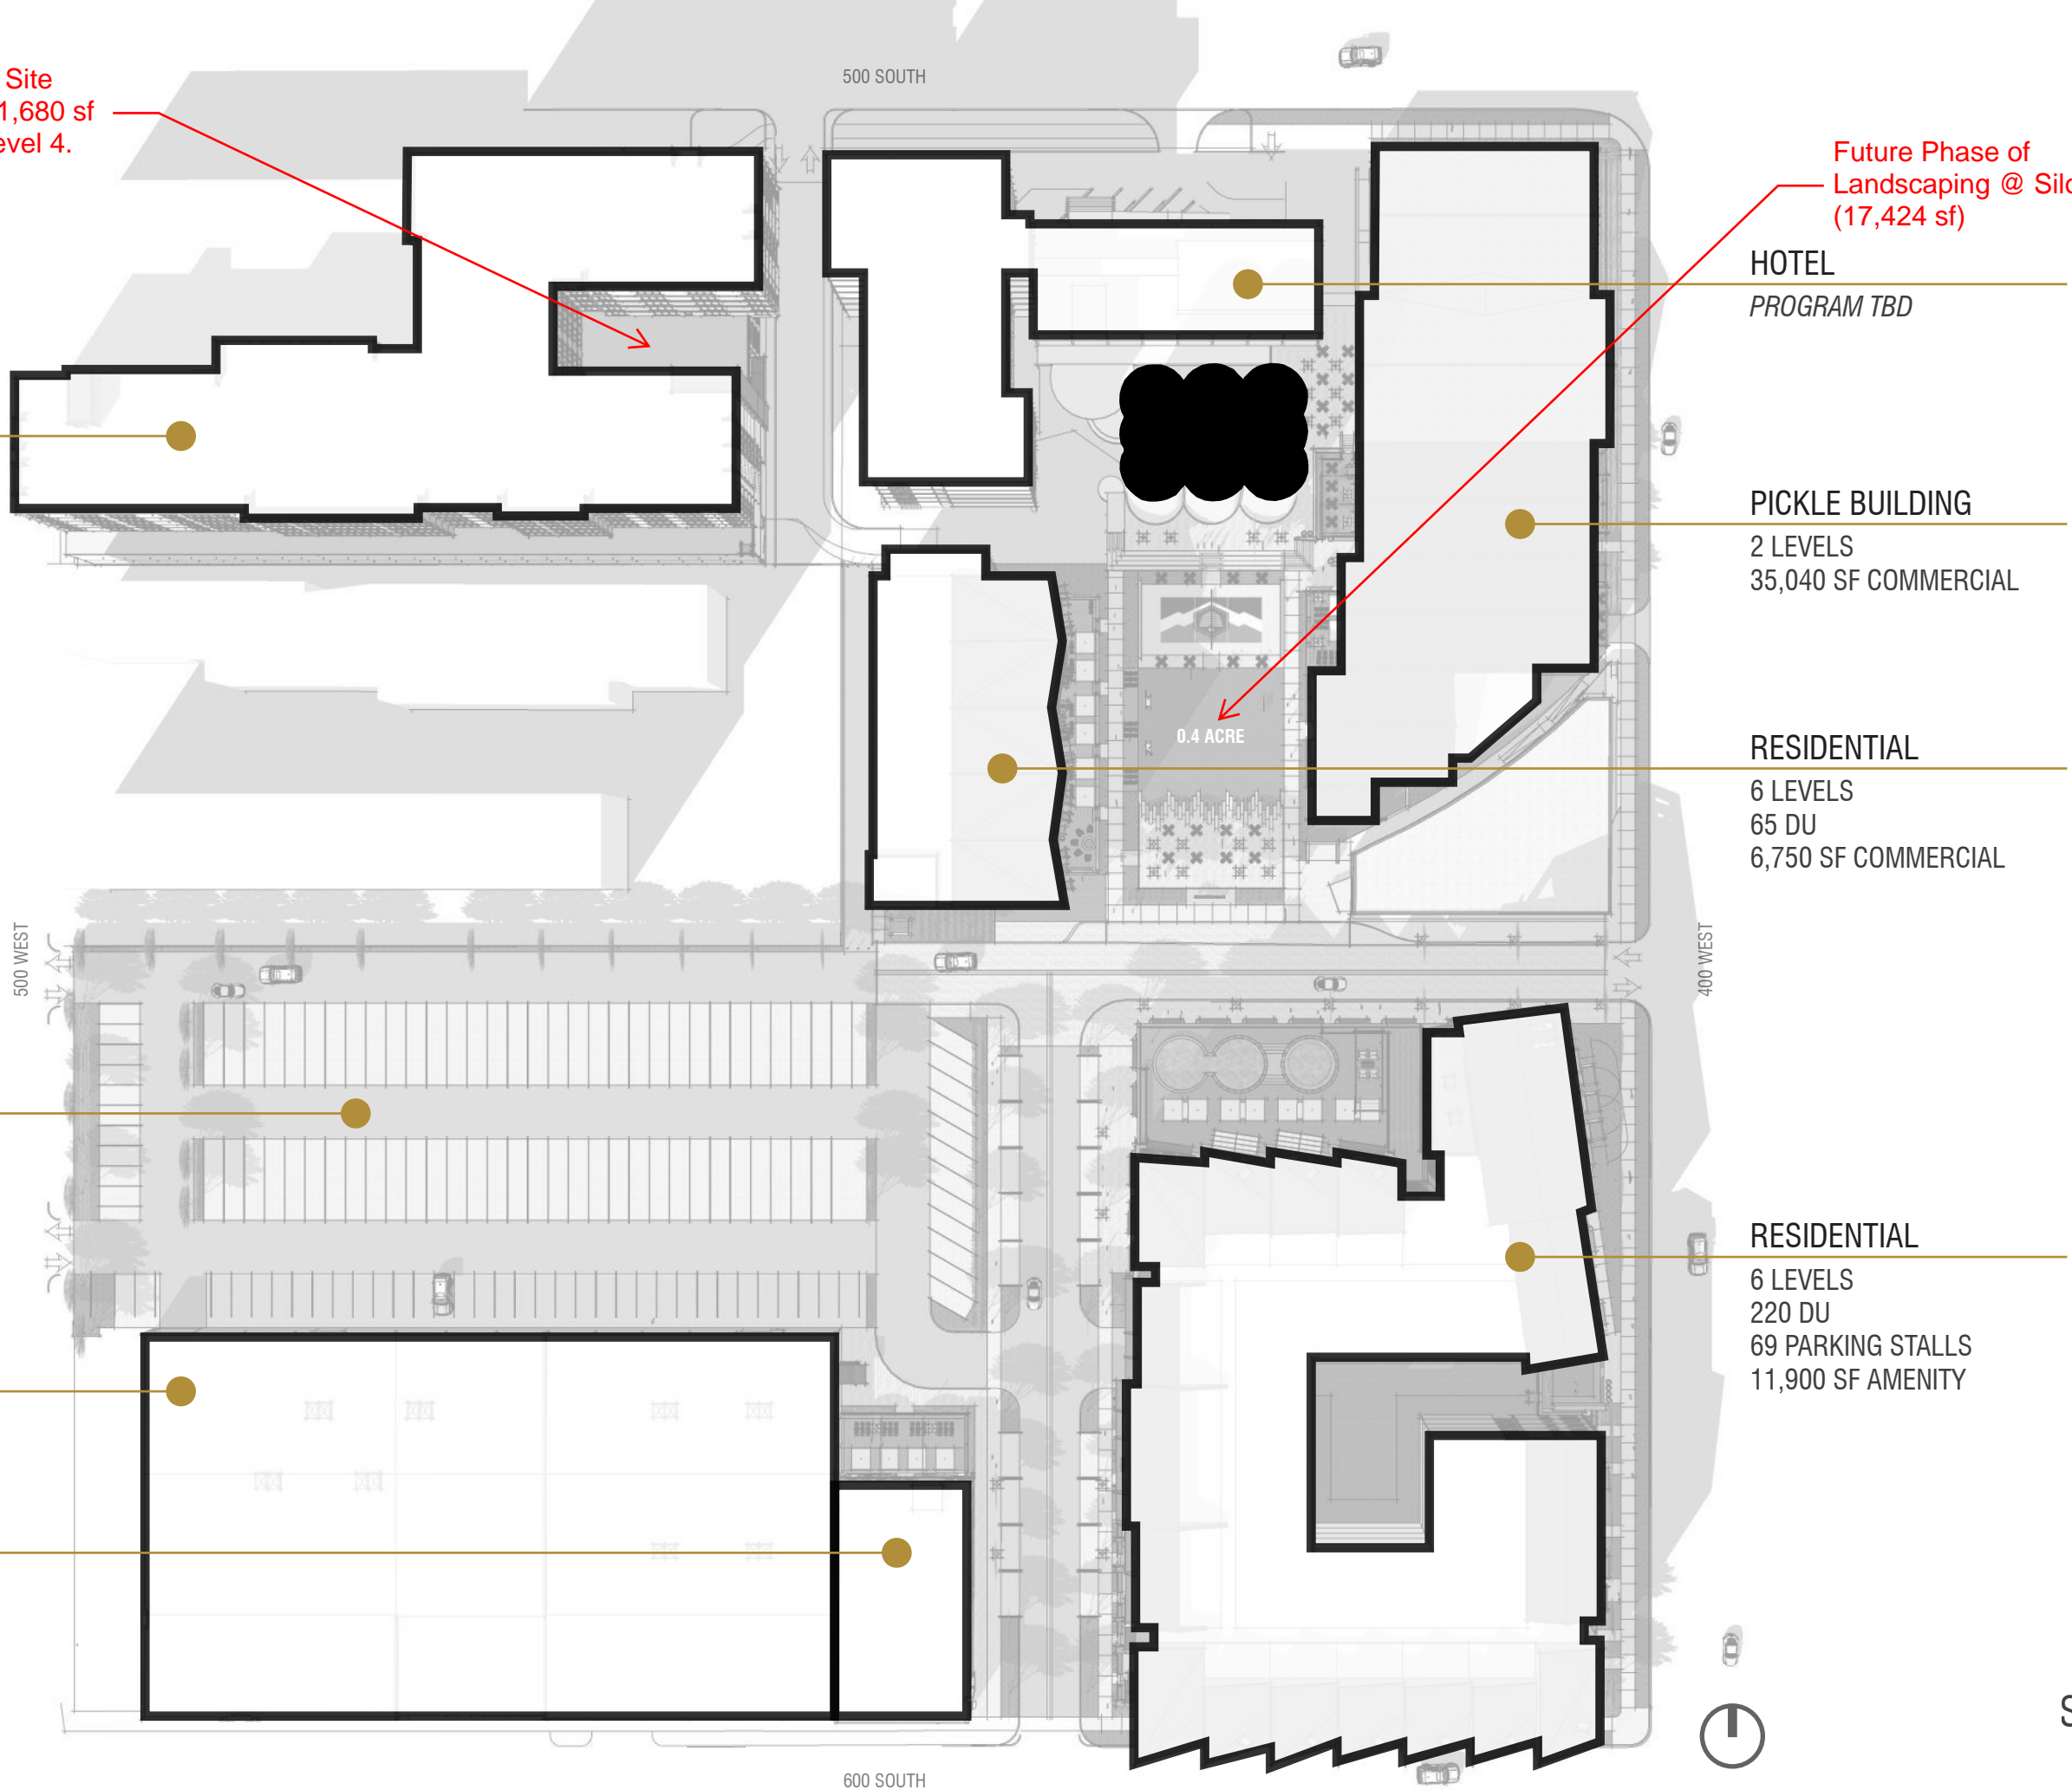 500 SOUTH
Site
1,680 sf
evel 4.
Future Phase of
Landscaping @ Silo
(17,424 sf)
HOTEL
PROGRAM TBD
PICKLE BUILDING
2 LEVELS
35,040 SF COMMERCIAL
0.4 ACRE
RESIDENTIAL
6 LEVELS
65 DU
6,750 SF COMMERCIAL
500 WEST
400 WEST
RESIDENTIAL
6 LEVELS
220 DU
69 PARKING STALLS
11,900 SF AMENITY
S
600 SOUTH